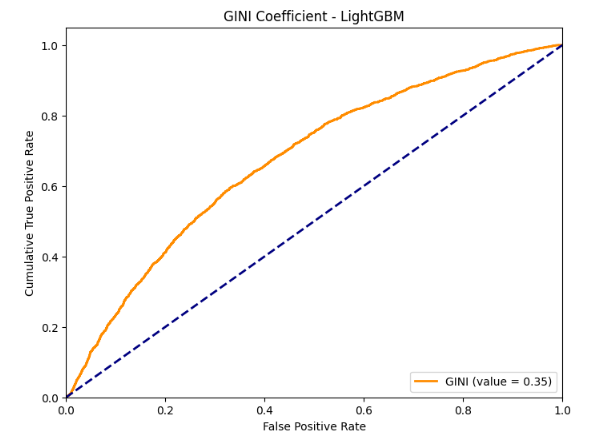 GINI Coefficient - LightGBM
Cumulative True Positive Rate
1.0
0.8
0.6
0.4
0.2
0.0
GINI (value = 0.35)
0.0 0.2 0.4 0.6 0.8 1.0
False Positive Rate